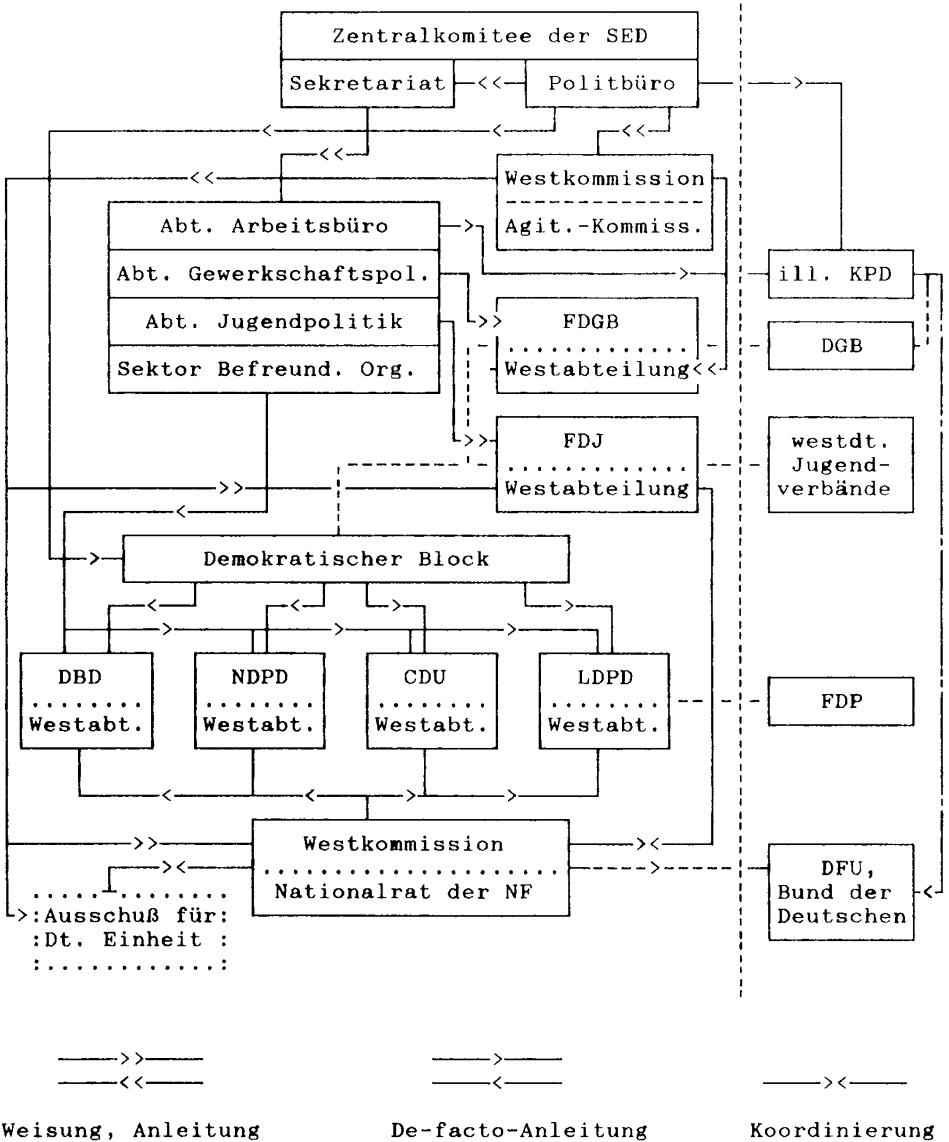 Zentralkomitee der SED
Sekretariat
Politbüro
Westkommission
Agit.-Kommiss.
Abt. Arbeitsbüro
Abt. Gewerkschaftspol.
Abt. Jugendpolitik
Sektor Befreund. Org.
ill. KPD
FDGB
Westabteilung
DGB
FDJ
Westabteilung
westdt.
Jugend-
verbände
Demokratischer Block
DBD
Westabt.
NDPD
Westabt.
CDU
Westabt.
LDPD
Westabt.
FDP
Westkommission
Nationalrat der NF
DFU,
Bund der
Deutschen
Ausschuß für
Dt. Einheit
Weisung, Anleitung
De-facto-Anleitung
Koordinierung